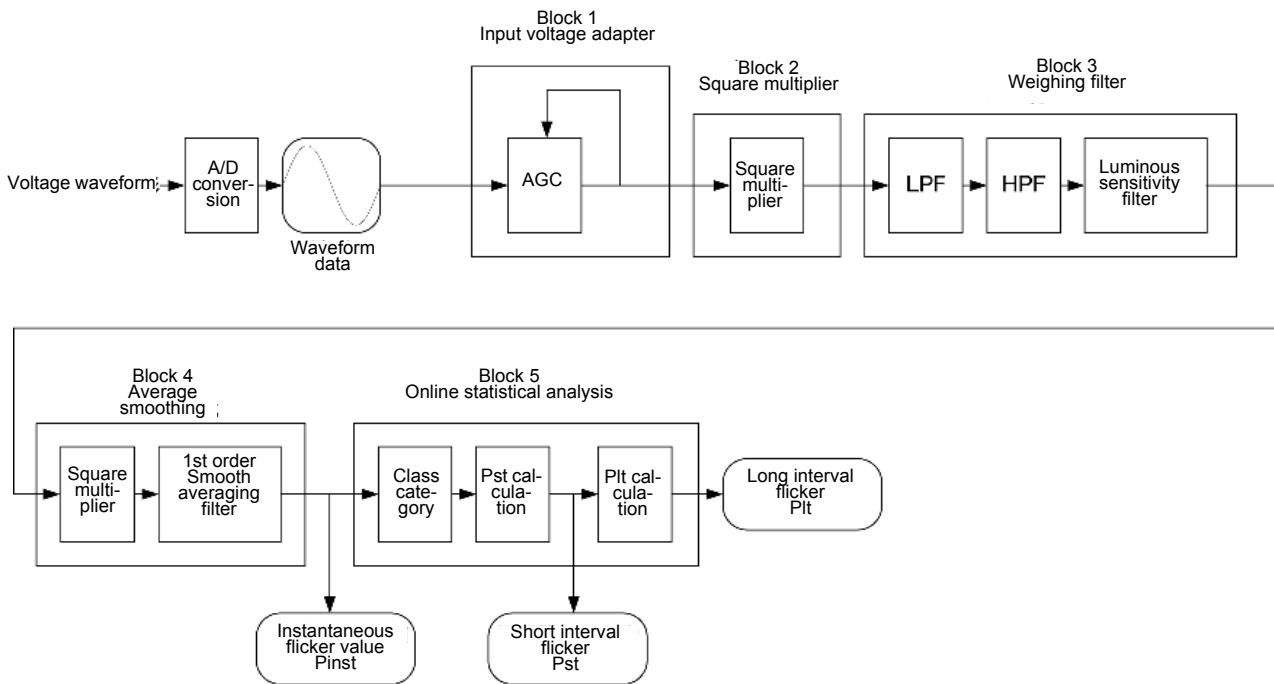 Block 1
Input voltage adapter
Block 2
Square multiplier
Block 3
Weighing filter
Voltage waveform;
A/D
conver-
sion
Waveform
data
AGC
Square
multi-
plier
LPF
HPF
Luminous
sensitivity
filter
Block 4
Average
smoothing ;
Block 5
Online statistical analysis
Square
multi-
plier
1st order
Smooth
averaging
filter
Class
cate-
gory
Pst cal-
cula-
tion
Plt cal-
cula-
tion
Long interval
flicker
Plt
Instantaneous
flicker value
Pinst
Short interval
flicker
Pst